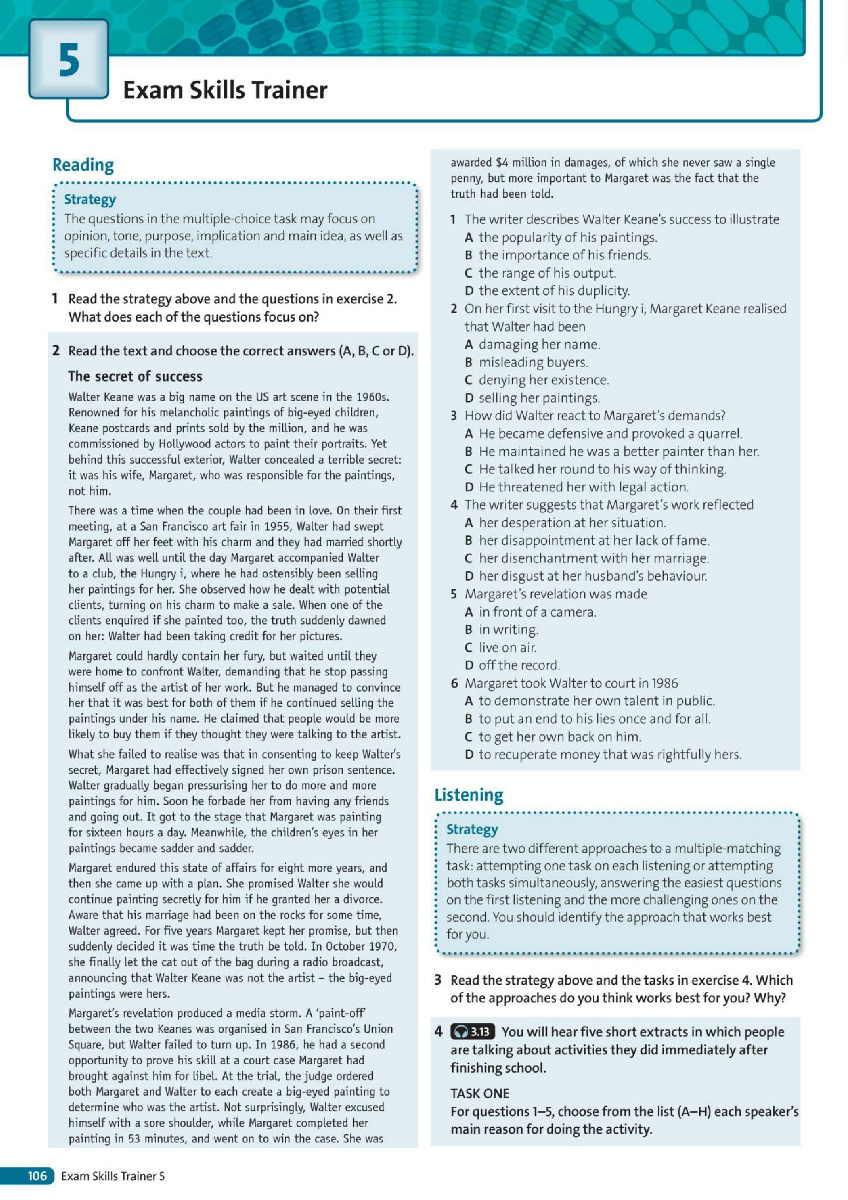 5
Exam Skills Trainer
Reading
Strategy
The questions in the multiple-choice task may focus on
opinion, tone, purpose, implication and main idea, as well as
specific details in the text.
1 Read the strategy above and the questions in exercise 2.
What does each of the questions focus on?
2 Read the text and choose the correct answers (A, B, C or D).
The secret of success
Walter Keane was a big name on the US art scene in the 1960s.
Renowned for his melancholic paintings of big-eyed children,
Keane postcards and prints sold by the million, and he was
commissioned by Hollywood actors to paint their portraits. Yet
behind this successful exterior, Walter concealed a terrible secret:
it was his wife, Margaret, who was responsible for the paintings,
not him.
There was a time when the couple had been in love. On their first
meeting, at a San Francisco art fair in 1955, Walter had swept
Margaret off her feet with his charm and they had married shortly
after. All was well until the day Margaret accompanied Walter
to a club, the Hungry i, where he had ostensibly been selling
her paintings for her. She observed how he dealt with potential
clients, turning on his charm to make a sale. When one of the
clients enquired if she painted too, the truth suddenly dawned
on her: Walter had been taking credit for her pictures.
Margaret could hardly contain her fury, but waited until they
were home to confront Walter, demanding that he stop passing
himself off as the artist of her work. But he managed to convince
her that it was best for both of them if he continued selling the
paintings under his name. He claimed that people would be more
likely to buy them if they thought they were talking to the artist.
What she failed to realise was that in consenting to keep Walter's
secret, Margaret had effectively signed her own prison sentence.
Walter gradually began pressurising her to do more and more
paintings for him. Soon he forbade her from having any friends
and going out. It got to the stage that Margaret was painting
for sixteen hours a day. Meanwhile, the children's eyes in her
paintings became sadder and sadder.
Margaret endured this state of affairs for eight more years, and
then she came up with a plan. She promised Walter she would
continue painting secretly for him if he granted her a divorce.
Aware that his marriage had been on the rocks for some time,
Walter agreed. For five years Margaret kept her promise, but then
suddenly decided it was time the truth be told. In October 1970,
she finally let the cat out of the bag during a radio broadcast,
announcing that Walter Keane was not the artist – the big-eyed
paintings were hers.
Margaret's revelation produced a media storm. A 'paint-off'
between the two Keanes was organised in San Francisco's Union
Square, but Walter failed to turn up. In 1986, he had a second
opportunity to prove his skill at a court case Margaret had
brought against him for libel. At the trial, the judge ordered
both Margaret and Walter to each create a big-eyed painting to
determine who was the artist. Not surprisingly, Walter excused
himself with a sore shoulder, while Margaret completed her
painting in 53 minutes, and went on to win the case. She was
awarded $4 million in damages, of which she never saw a single
penny, but more important to Margaret was the fact that the
truth had been told.
1 The writer describes Walter Keane's success to illustrate
A the popularity of his paintings.
B the importance of his friends.
C the range of his output.
D the extent of his duplicity.
2 On her first visit to the Hungry i, Margaret Keane realised
that Walter had been
A damaging her name.
B misleading buyers.
C denying her existence.
D selling her paintings.
3 How did Walter react to Margaret's demands?
A He became defensive and provoked a quarrel.
B He maintained he was a better painter than her.
C He talked her round to his way of thinking.
D He threatened her with legal action.
4 The writer suggests that Margaret's work reflected
A her desperation at her situation.
B her disappointment at her lack of fame.
C her disenchantment with her marriage.
D her disgust at her husband's behaviour.
5 Margaret's revelation was made
A in front of a camera.
B in writing.
C live on air.
D off the record.
6 Margaret took Walter to court in 1986
A to demonstrate her own talent in public.
B to put an end to his lies once and for all.
C to get her own back on him.
D to recuperate money that was rightfully hers.
Listening
Strategy
There are two different approaches to a multiple-matching
task: attempting one task on each listening or attempting
both tasks simultaneously, answering the easiest questions
on the first listening and the more challenging ones on the
second. You should identify the approach that works best
for you.
3 Read the strategy above and the tasks in exercise 4. Which
of the approaches do you think works best for you? Why?
4 3.13 You will hear five short extracts in which people
are talking about activities they did immediately after
finishing school.
TASK ONE
For questions 1–5, choose from the list (A–H) each speaker's
main reason for doing the activity.
106 Exam Skills Trainer 5